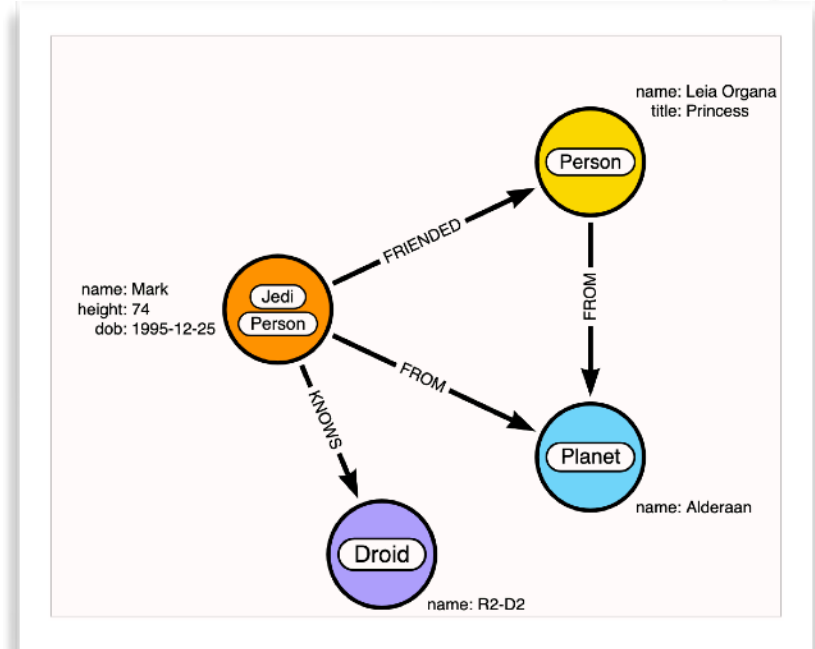 name: Leia Organa
title: Princess
Person
FRIENDED
name: Mark
height: 74
dob: 1995-12-25
Jedi
Person
FROM
FROM
KNOWS
Planet
name: Alderaan
Droid
name: R2-D2